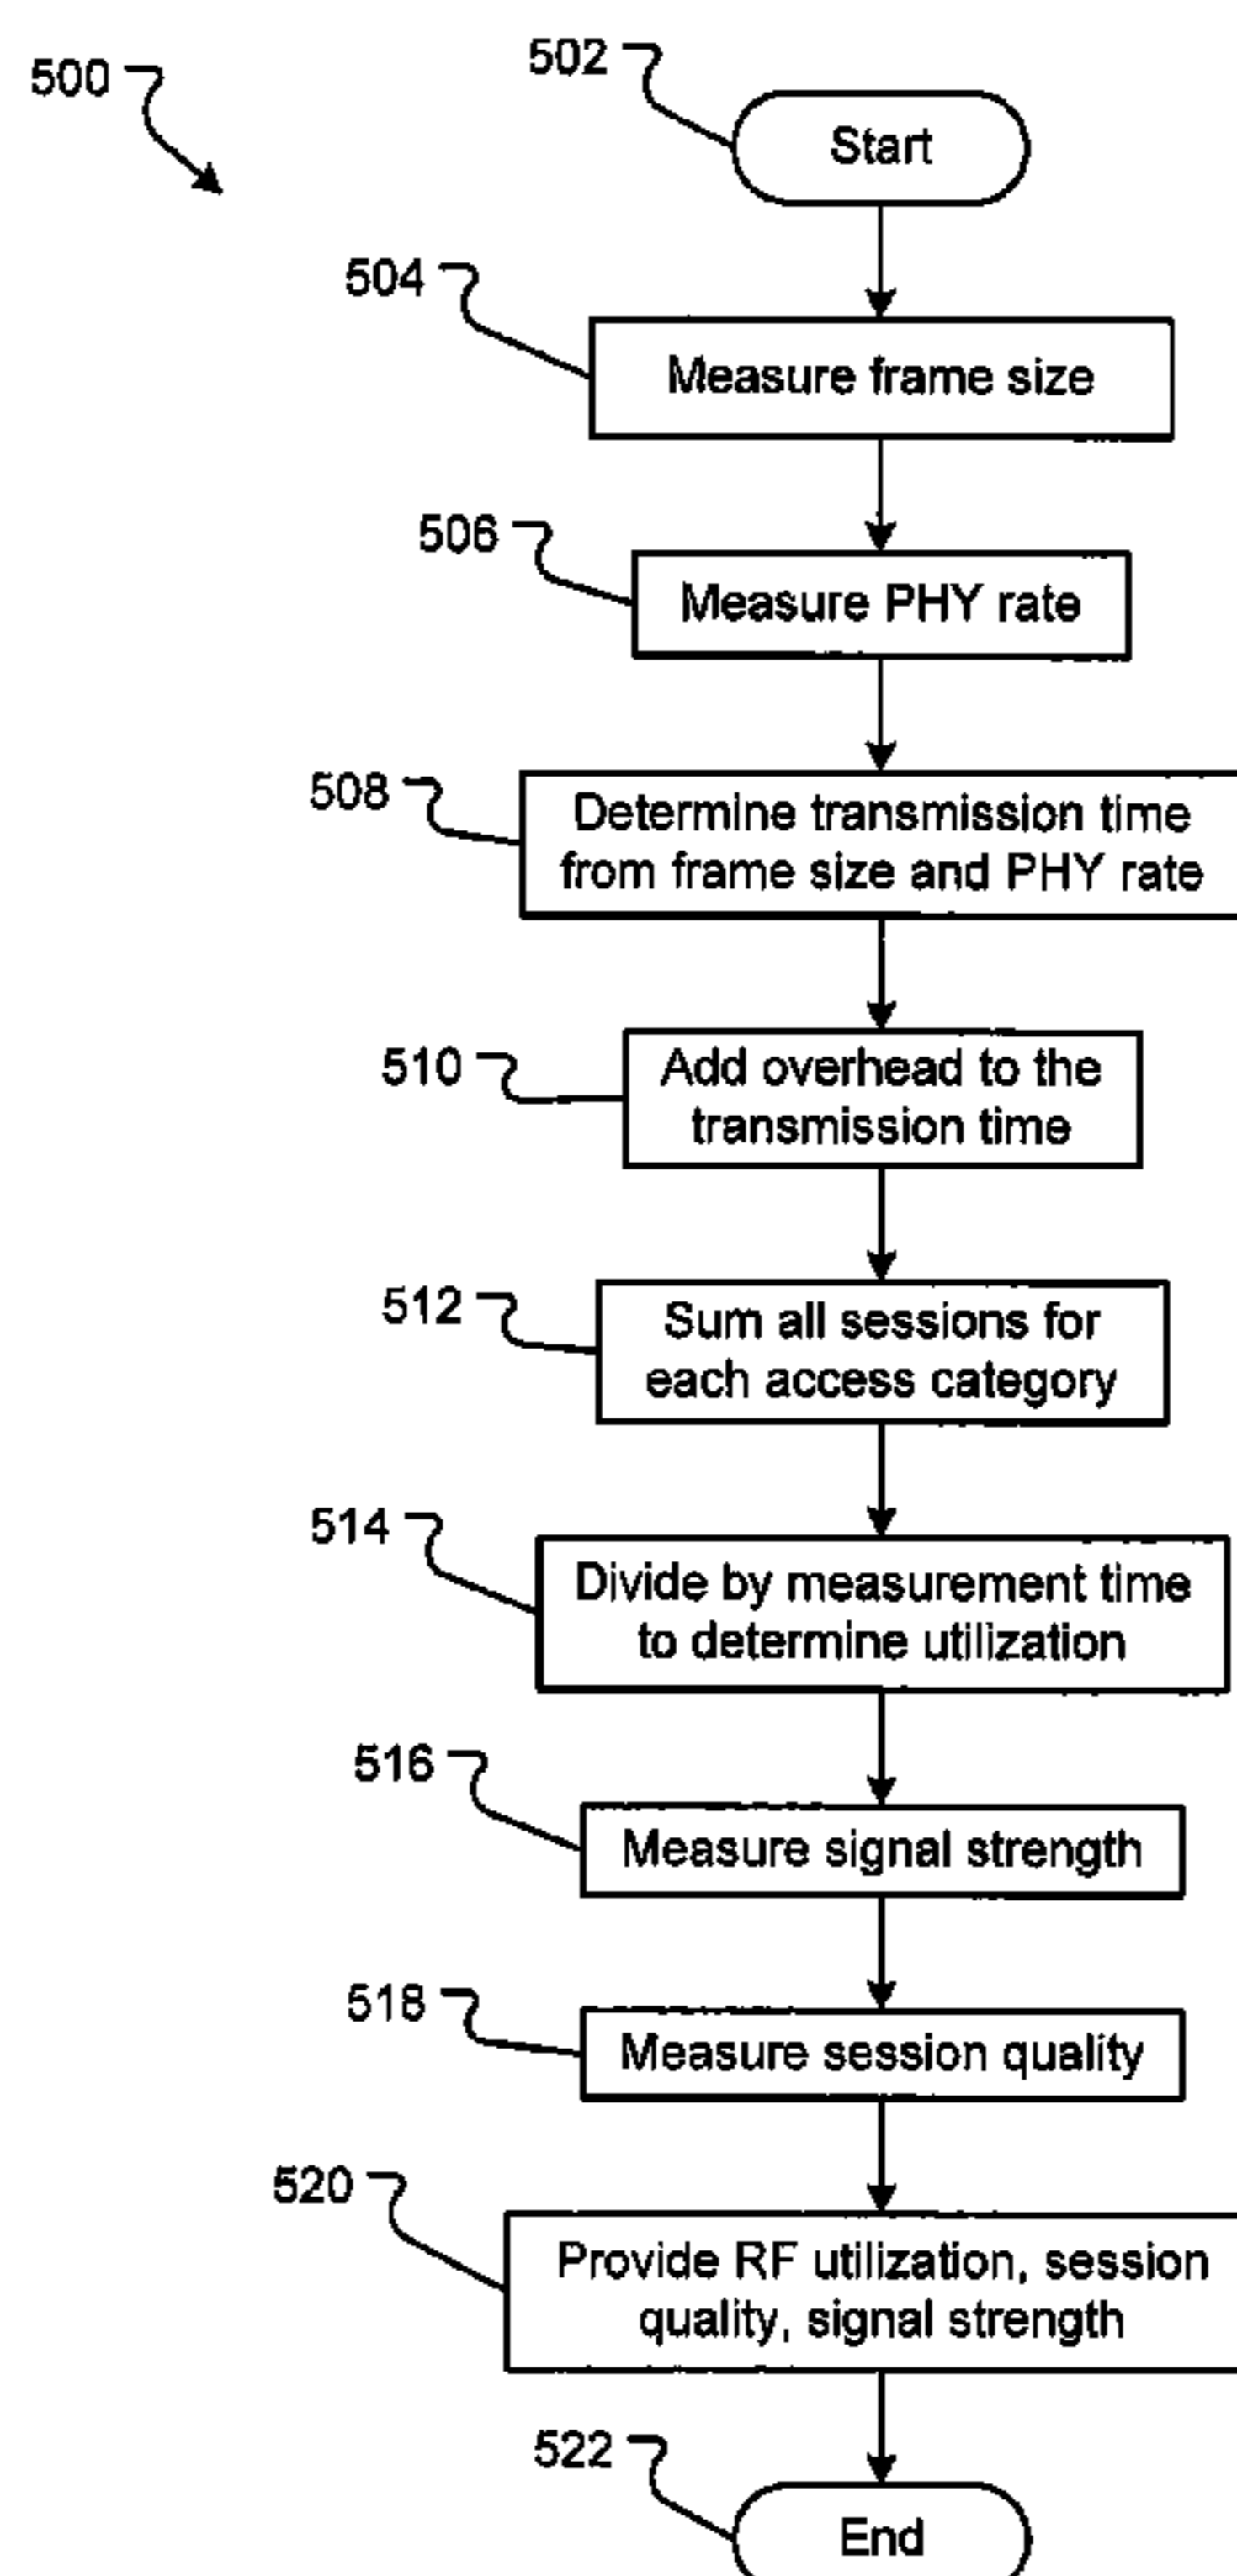 500
502
Start
504
Measure frame size
506
Measure PHY rate
508
Determine transmission time
from frame size and PHY rate
510
Add overhead to the
transmission time
512
Sum all sessions for
each access category
514
Divide by measurement time
to determine utilization
516
Measure signal strength
518
Measure session quality
520
Provide RF utilization, session
quality, signal strength
522
End